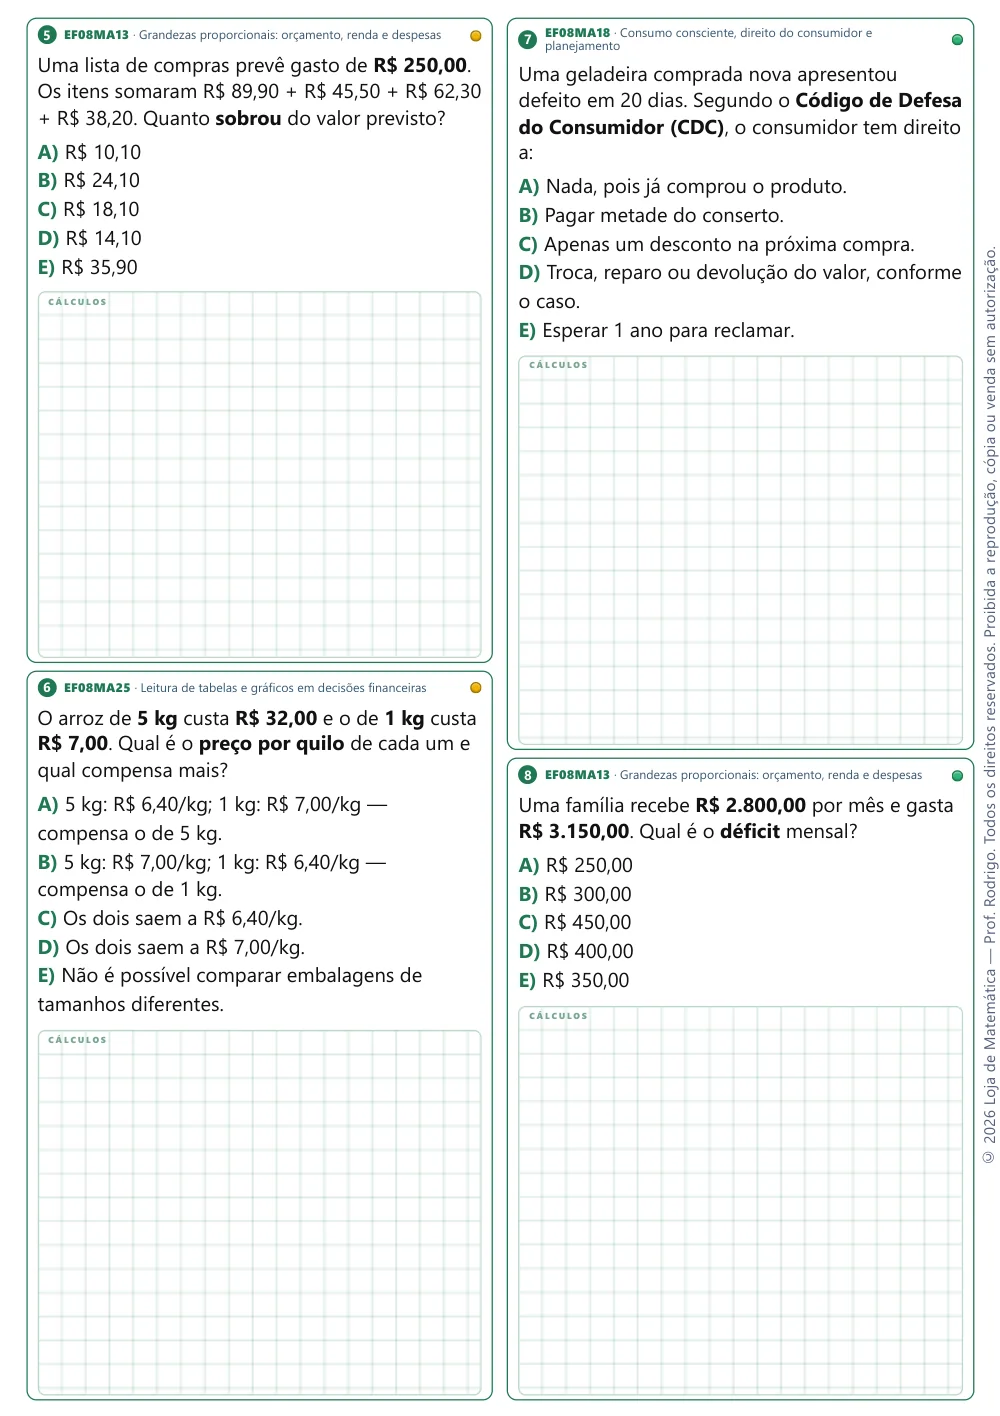 5 EF08MA13 · Grandezas proporcionais: orçamento, renda e despesas
Uma lista de compras prevê gasto de R$ 250,00.
Os itens somaram R$ 89,90 + R$ 45,50 + R$ 62,30
+ R$ 38,20. Quanto sobrou do valor previsto?
A) R$ 10,10
B) R$ 24,10
C) R$ 18,10
D) R$ 14,10
E) R$ 35,90
CÁLCULOS
6 EF08MA25 · Leitura de tabelas e gráficos em decisões financeiras
O arroz de 5 kg custa R$ 32,00 e o de 1 kg custa
R$ 7,00. Qual é o preço por quilo de cada um e
qual compensa mais?
A) 5 kg: R$ 6,40/kg; 1 kg: R$ 7,00/kg —
compensa o de 5 kg.
B) 5 kg: R$ 7,00/kg; 1 kg: R$ 6,40/kg —
compensa o de 1 kg.
C) Os dois saem a R$ 6,40/kg.
D) Os dois saem a R$ 7,00/kg.
E) Não é possível comparar embalagens de
tamanhos diferentes.
CÁLCULOS
7 EF08MA18 · Consumo consciente, direito do consumidor e
planejamento
Uma geladeira comprada nova apresentou
defeito em 20 dias. Segundo o Código de Defesa
do Consumidor (CDC), o consumidor tem direito
a:
A) Nada, pois já comprou o produto.
B) Pagar metade do conserto.
C) Apenas um desconto na próxima compra.
D) Troca, reparo ou devolução do valor, conforme
o caso.
E) Esperar 1 ano para reclamar.
CÁLCULOS
8 EF08MA13 · Grandezas proporcionais: orçamento, renda e despesas
Uma família recebe R$ 2.800,00 por mês e gasta
R$ 3.150,00. Qual é o déficit mensal?
A) R$ 250,00
B) R$ 300,00
C) R$ 450,00
D) R$ 400,00
E) R$ 350,00
CÁLCULOS
© 2026 Loja de Matemática — Prof. Rodrigo. Todos os direitos reservados. Proibida a reprodução, cópia ou venda sem autorização.